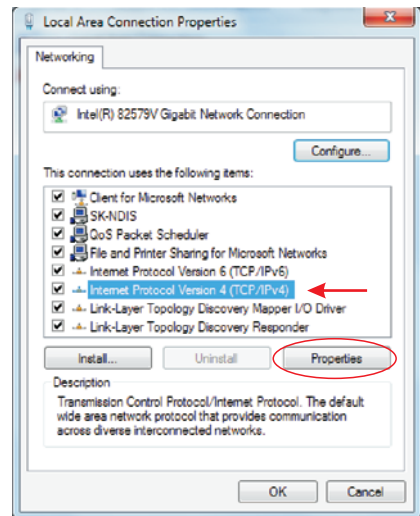 Local Area Connection Properties
Networking
Connect using:
Intel(R) 82579V Gigabit Network Connection
Configure...
This connection uses the following items:
Client for Microsoft Networks
SK-NDIS
QoS Packet Scheduler
File and Printer Sharing for Microsoft Networks
Internet Protocol Version 6 (TCP/IPv6)
Internet Protocol Version 4 (TCP/IPv4)
Link-Layer Topology Discovery Mapper I/O Driver
Link-Layer Topology Discovery Responder
Install... Uninstall Properties
Description
Transmission Control Protocol/Internet Protocol. The default
wide area network protocol that provides communication
across diverse interconnected networks.
OK Cancel